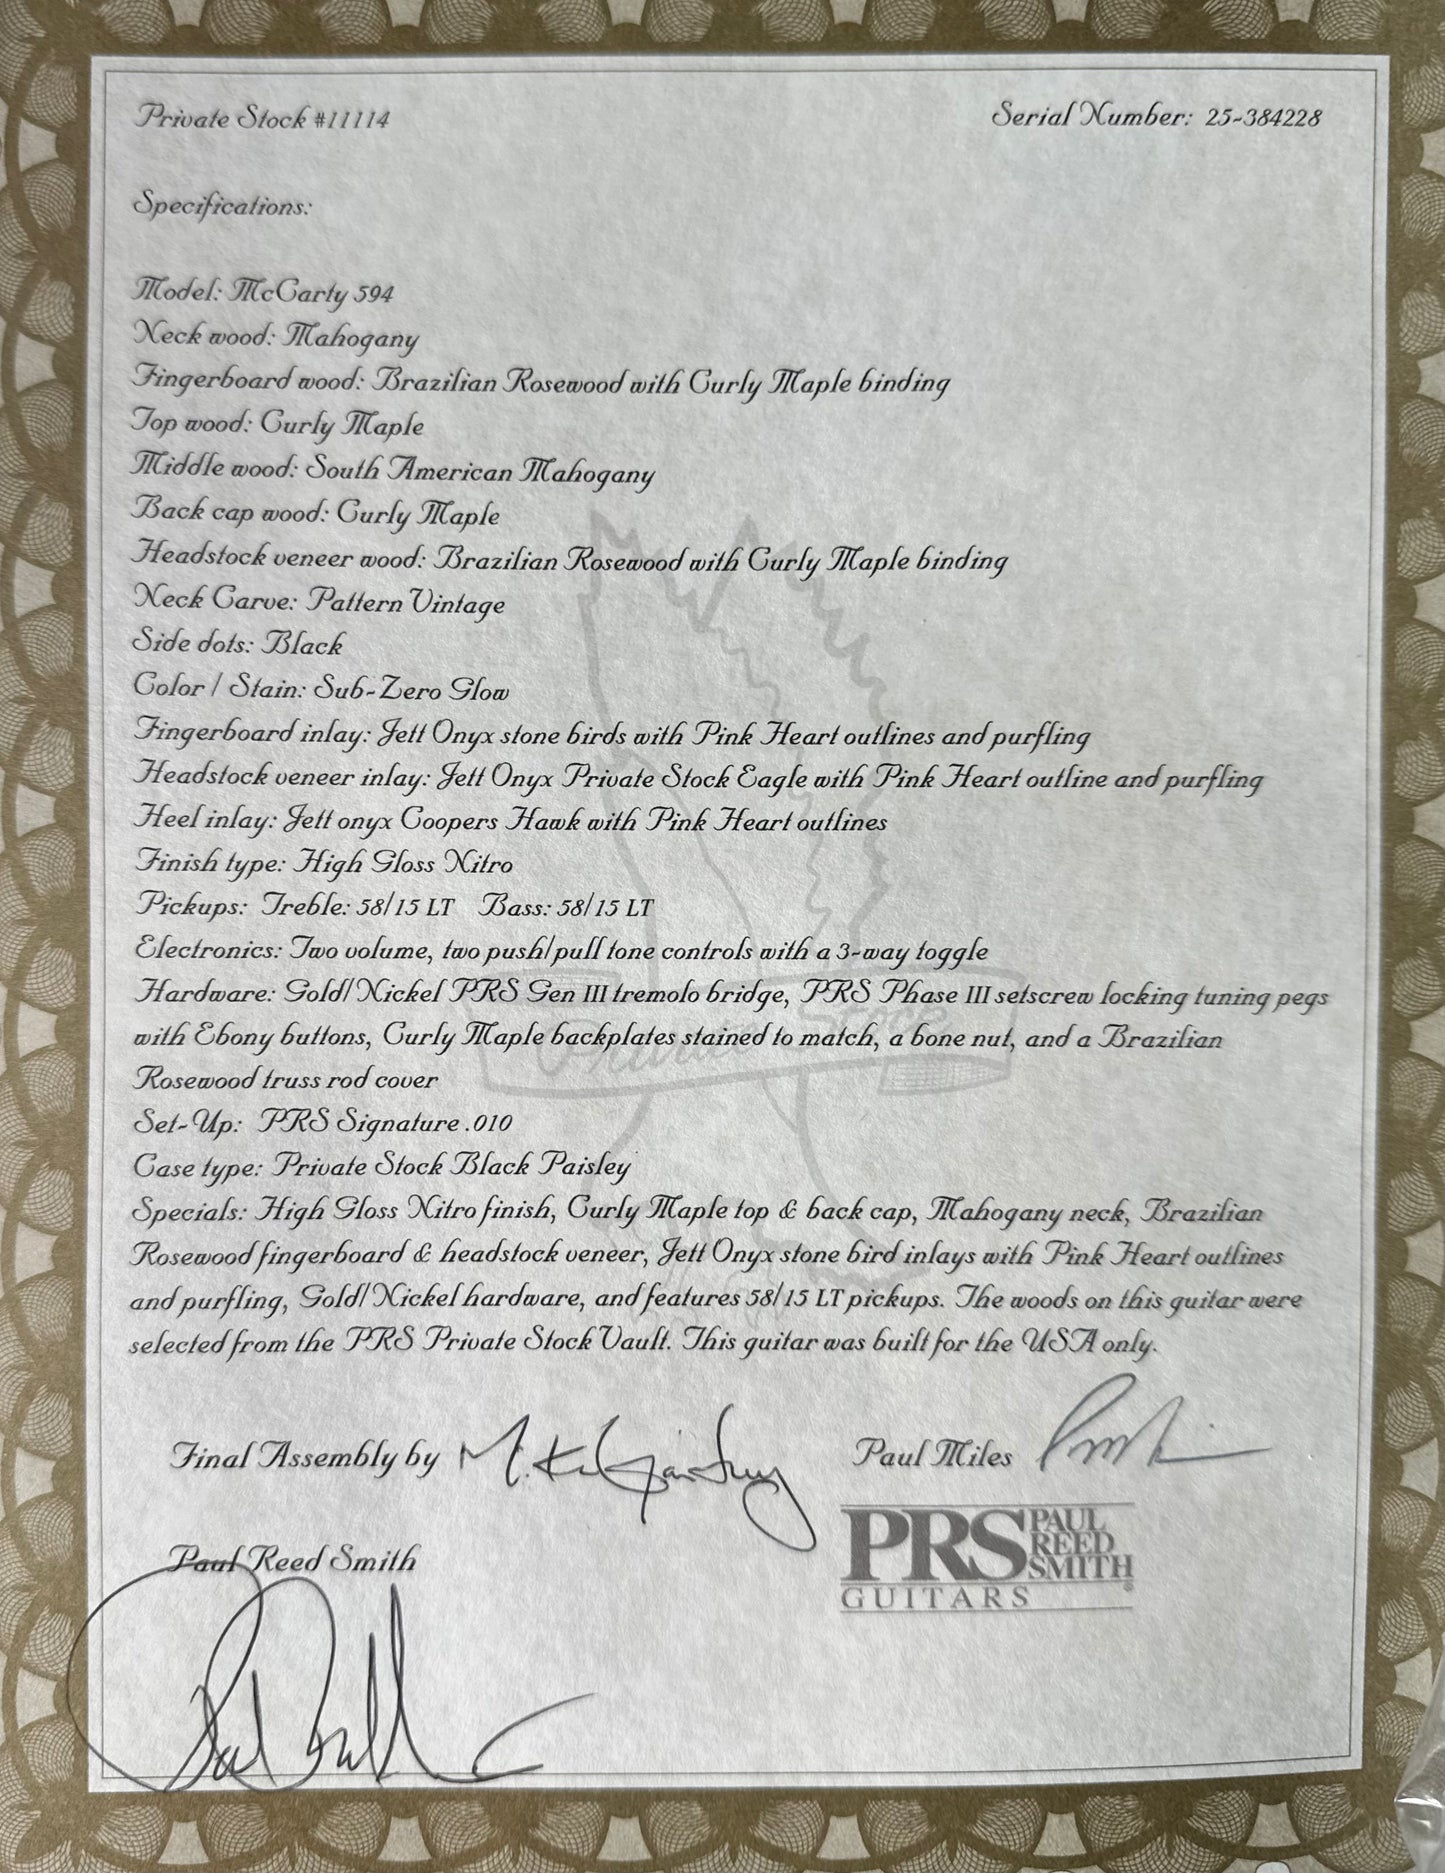 Private Stock #11114
Serial Number: 25-384228
Specifications:
Model: McCarty 594
Neck wood: Mahogany
Fingerboard wood: Brazilian Rosewood with Curly Maple binding
Top wood: Curly Maple
Middle wood: South American Mahogany
Back cap wood: Curly Maple
Headstock veneer wood: Brazilian Rosewood with Curly Maple binding
Neck Carve: Pattern Vintage
Side dots: Black
Color / Stain: Sub-Zero Glow
Fingerboard inlay: Jett Onyx stone birds with Pink Heart outlines and purfling
Headstock veneer inlay: Jett Onyx Private Stock Eagle with Pink Heart outline and purfling
Heel inlay: Jett onyx Coopers Hawk with Pink Heart outlines
Finish type: High Gloss Nitro
Pickups: Treble: 58/15 LT Bass: 58/15 LT
Electronics: Two volume, two push/pull tone controls with a 3-way toggle
Hardware: Gold/Nickel PRS Gen III tremolo bridge, PRS Phase III setscrew locking tuning pegs
with Ebony buttons, Curly Maple backplates stained to match, a bone nut, and a Brazilian
Rosewood truss rod cover
Set-Up: PRS Signature .010
Case type: Private Stock Black Paisley
Specials: High Gloss Nitro finish, Curly Maple top & back cap, Mahogany neck, Brazilian
Rosewood fingerboard & headstock veneer, Jett Onyx stone bird inlays with Pink Heart outlines
and purfling, Gold/Nickel hardware, and features 58/15 LT pickups. The woods on this guitar were
selected from the PRS Private Stock Vault. This guitar was built for the USA only.
Final Assembly by
Paul Miles
Paul Reed Smith
PRS PAUL REED SMITH
GUITARS
Private Stock